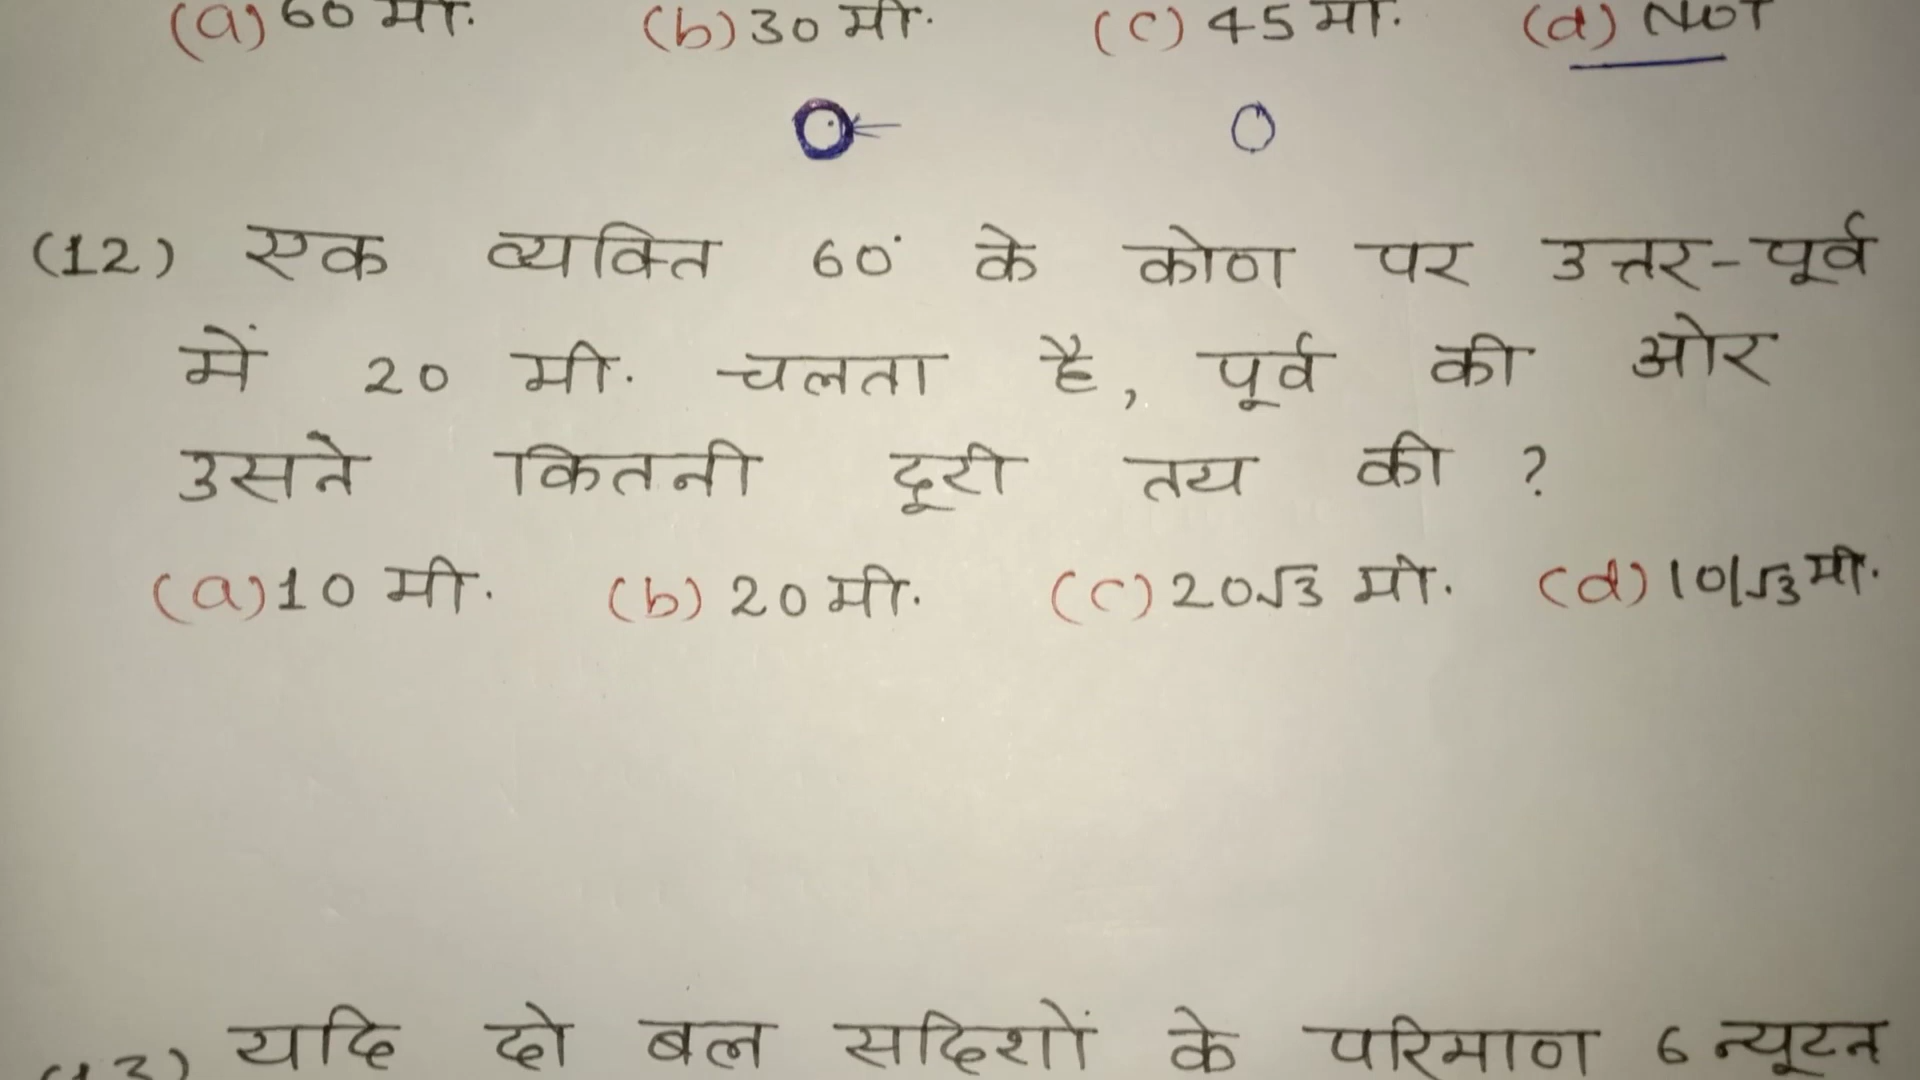 (a) 60 मी. (b) 30 मी. (c) 45 मी. (d) NOT
(12) एक व्यक्ति 60° के कोण पर उत्तर-पूर्व
में 20 मी. चलता है, पूर्व की ओर
उसने कितनी दूरी तय की ?
(a) 10 मी. (b) 20 मी. (c) 20√3 मी. (d) 10/√3 मी.
(13) यदि दो बल सदिशों के परिमाण 6 न्यूटन